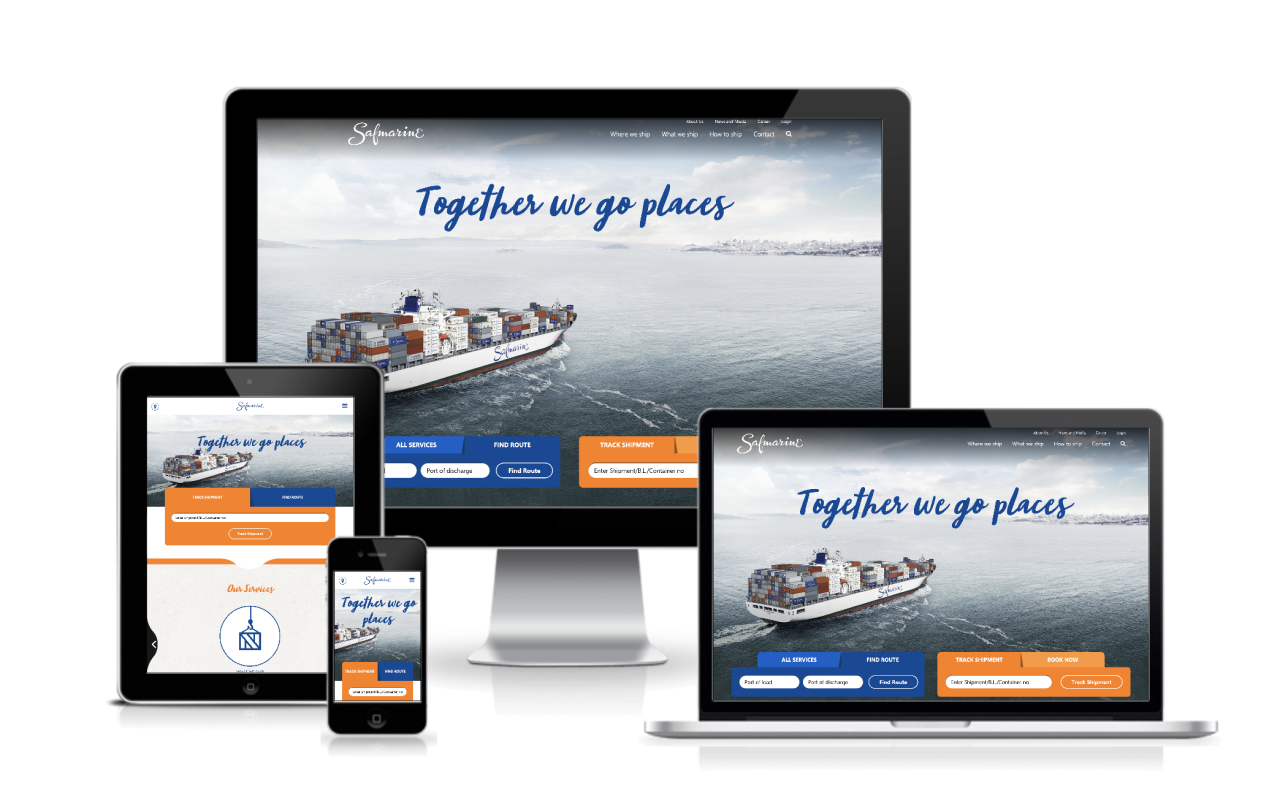 About Us News and Media Career Login
Safmarine
Where we ship What we ship How to ship Contact
Together we go places
Safmarine
ALL SERVICES FIND ROUTE TRACK SHIPMENT
Port of discharge Find Route Enter Shipment/B.L./Container no
Safmarine
Together we go places
TRACK SHIPMENT FIND ROUTE
Enter Shipment/B.L./Container no
Track Shipment
Our Services
Safmarine
Together we go
places
TRACK SHIPMENT FIND ROUTE
Enter Shipment/B.L./Container no
About Us News and Media Career Login
Safmarine
Where we ship What we ship How to ship Contact
Together we go places
Safmarine
ALL SERVICES FIND ROUTE TRACK SHIPMENT BOOK NOW
Port of load Port of discharge Find Route Enter Shipment/B.L./Container no Track Shipment